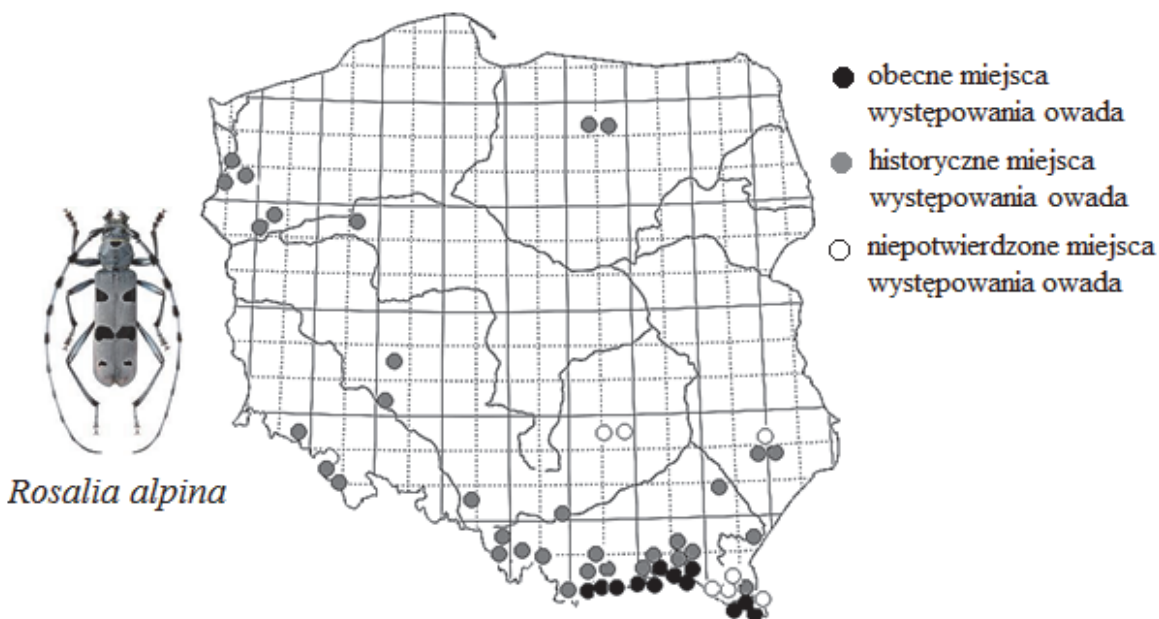 obecne miejsca
występowania owada
historyczne miejsca
występowania owada
niepotwierdzone miejsca
występowania owada
Rosalia alpina